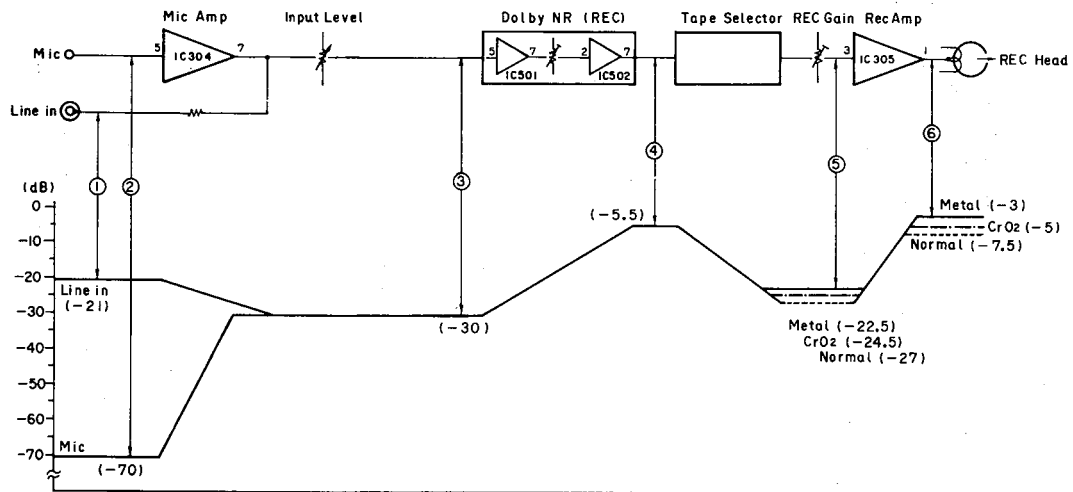 Mic Amp
Input Level
Dolby NR (REC)
Tape Selector REC Gain Rec Amp
Mic
5
IC304
7
5
7
IC501
2
7
IC502
3
IC305
1
REC Head
Line in
①
②
③
④
⑤
⑥
(dB)
0
-10
-20
-30
-40
-50
-60
-70
Line in
(-21)
Mic
(-70)
(-30)
(-5.5)
Metal (-22.5)
CrO2 (-24.5)
Normal (-27)
Metal (-3)
CrO2 (-5)
Normal (-7.5)